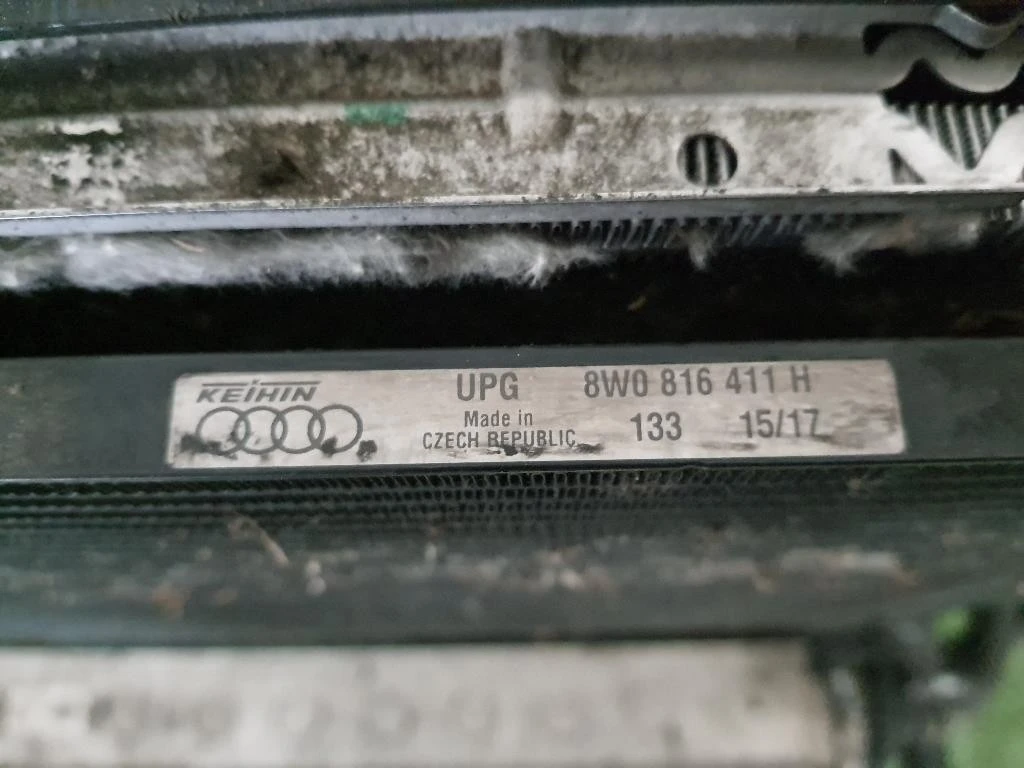 KEIHIN UPG 8W0 816 411 H
Made in 133 15/17
CZECH REPUBLIC